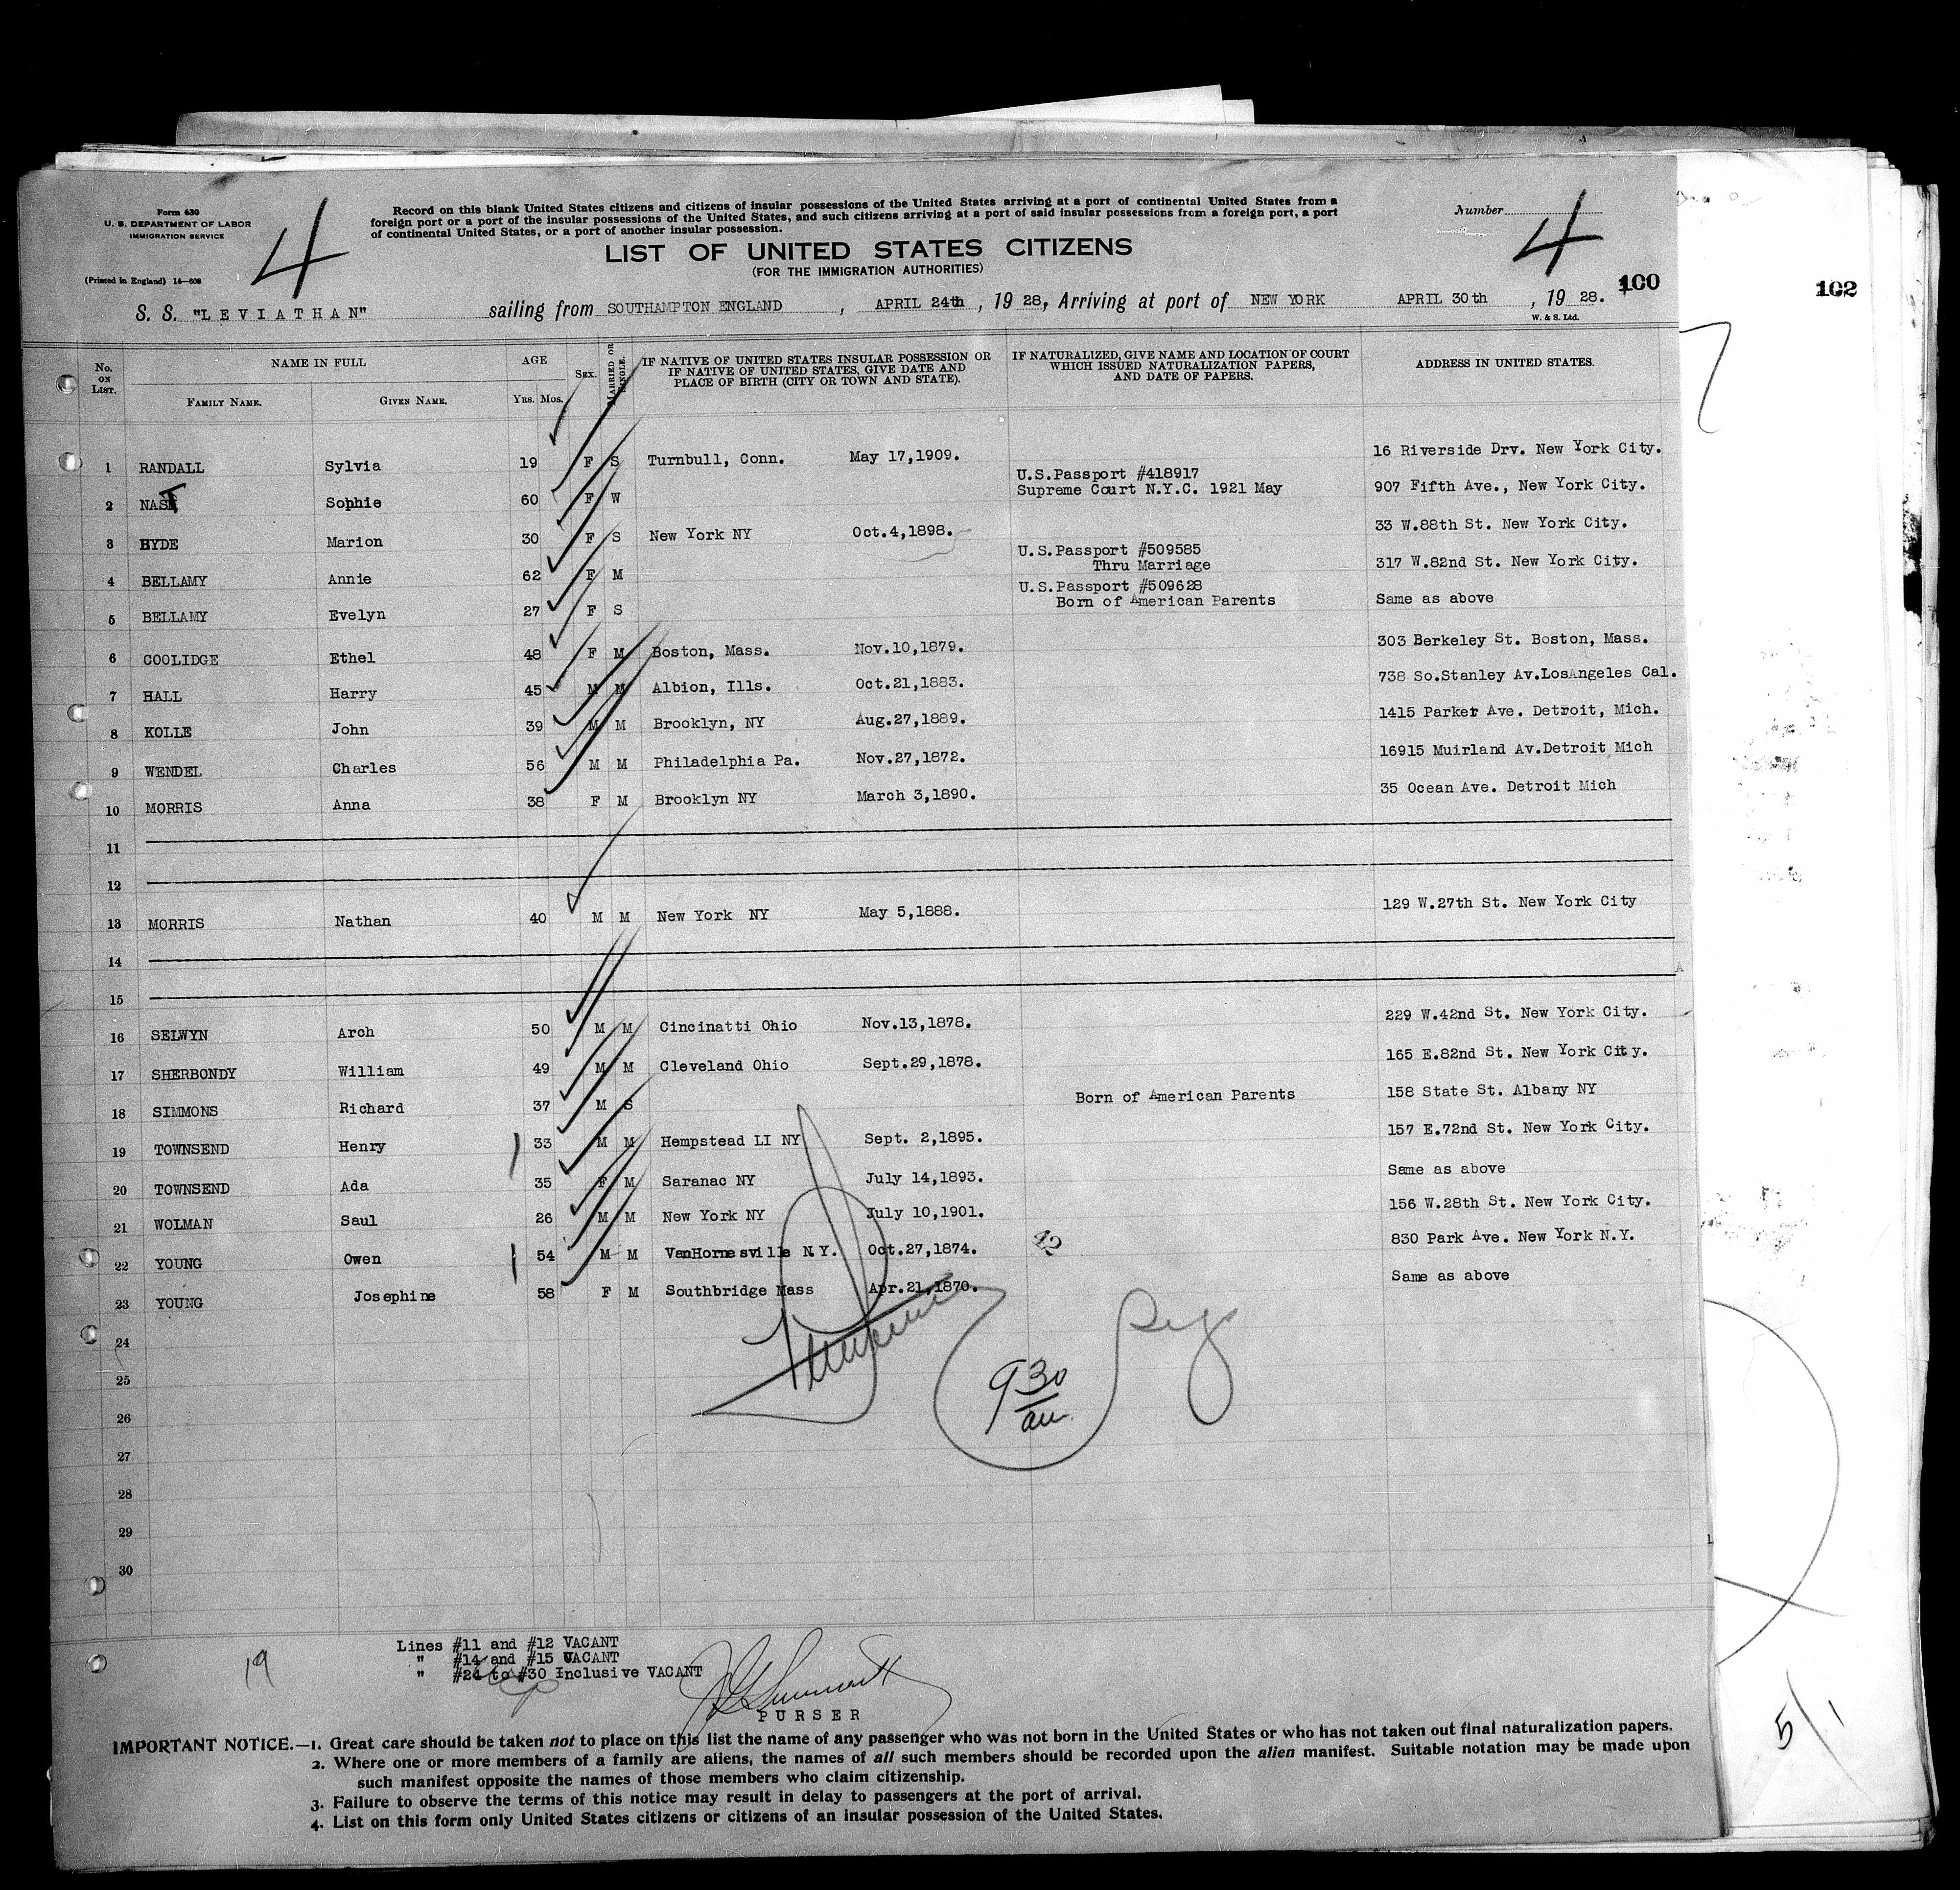 Form 630
U. S. DEPARTMENT OF LABOR
IMMIGRATION SERVICE
(Printed in England) 14—608
4
Record on this blank United States citizens and citizens of insular possessions of the United States arriving at a port of continental United States from a
foreign port or a port of the insular possessions of the United States, and such citizens arriving at a port of said insular possessions from a foreign port, a port
of continental United States, or a port of another insular possession.
Number
4
LIST OF UNITED STATES CITIZENS
(FOR THE IMMIGRATION AUTHORITIES)
100
102
S. S. "LEVIATHAN" sailing from SOUTHAMPTON ENGLAND, APRIL 24th, 19 28, Arriving at port of NEW YORK APRIL 30th, 19 28.
W. & S. Ltd.
No. ON LIST. NAME IN FULL AGE SEX. MARRIED OR SINGLE. IF NATIVE OF UNITED STATES INSULAR POSSESSION OR IF NATIVE OF UNITED STATES, GIVE DATE AND PLACE OF BIRTH (CITY OR TOWN AND STATE). IF NATURALIZED, GIVE NAME AND LOCATION OF COURT WHICH ISSUED NATURALIZATION PAPERS, AND DATE OF PAPERS. ADDRESS IN UNITED STATES.
FAMILY NAME. GIVEN NAME. YRS. MOS.
1 RANDALL Sylvia 19 F S Turnbull, Conn. May 17,1909. 16 Riverside Drv. New York City.
U.S.Passport #418917
2 NAST Sophie 60 F W Supreme Court N.Y.C. 1921 May 907 Fifth Ave., New York City.
3 HYDE Marion 30 F S New York NY Oct.4,1898. 33 W.88th St. New York City.
U.S.Passport #509585
4 BELLAMY Annie 62 F M Thru Marriage 317 W.82nd St. New York City.
U.S.Passport #509628
5 BELLAMY Evelyn 27 F S Born of American Parents Same as above
6 COOLIDGE Ethel 48 F M Boston, Mass. Nov.10,1879. 303 Berkeley St. Boston, Mass.
7 HALL Harry 45 M M Albion, Ills. Oct.21,1883. 738 So.Stanley Av.LosAngeles Cal.
8 KOLLE John 39 M M Brooklyn, NY Aug.27,1889. 1415 Parker Ave. Detroit, Mich.
9 WENDEL Charles 56 M M Philadelphia Pa. Nov.27,1872. 16915 Muirland Av.Detroit Mich
10 MORRIS Anna 38 F M Brooklyn NY March 3,1890. 35 Ocean Ave. Detroit Mich
11
12
13 MORRIS Nathan 40 M M New York NY May 5,1888. 129 W.27th St. New York City
14
15
16 SELWYN Arch 50 M M Cincinatti Ohio Nov.13,1878. 229 W.42nd St. New York City.
17 SHERBONDY William 49 M M Cleveland Ohio Sept.29,1878. 165 E.82nd St. New York City.
18 SIMMONS Richard 37 M S Born of American Parents 158 State St. Albany NY
19 TOWNSEND Henry 33 M M Hempstead LI NY Sept. 2,1895. 157 E.72nd St. New York City.
20 TOWNSEND Ada 35 F M Saranac NY July 14,1893. Same as above
21 WOLMAN Saul 26 M M New York NY July 10,1901. 156 W.28th St. New York City.
22 YOUNG Owen 54 M M VanHornesville N.Y. Oct.27,1874. 12 830 Park Ave. New York N.Y.
23 YOUNG Josephine 58 F M Southbridge Mass Apr.21,1870. Same as above
24
25
9 30
26
27
28
29
30
19
Lines #11 and #12 VACANT
" #14 and #15 VACANT
" #24 to #30 Inclusive VACANT
PURSER
5/1
IMPORTANT NOTICE.—1. Great care should be taken not to place on this list the name of any passenger who was not born in the United States or who has not taken out final naturalization papers.
2. Where one or more members of a family are aliens, the names of all such members should be recorded upon the alien manifest. Suitable notation may be made upon
such manifest opposite the names of those members who claim citizenship.
3. Failure to observe the terms of this notice may result in delay to passengers at the port of arrival.
4. List on this form only United States citizens or citizens of an insular possession of the United States.